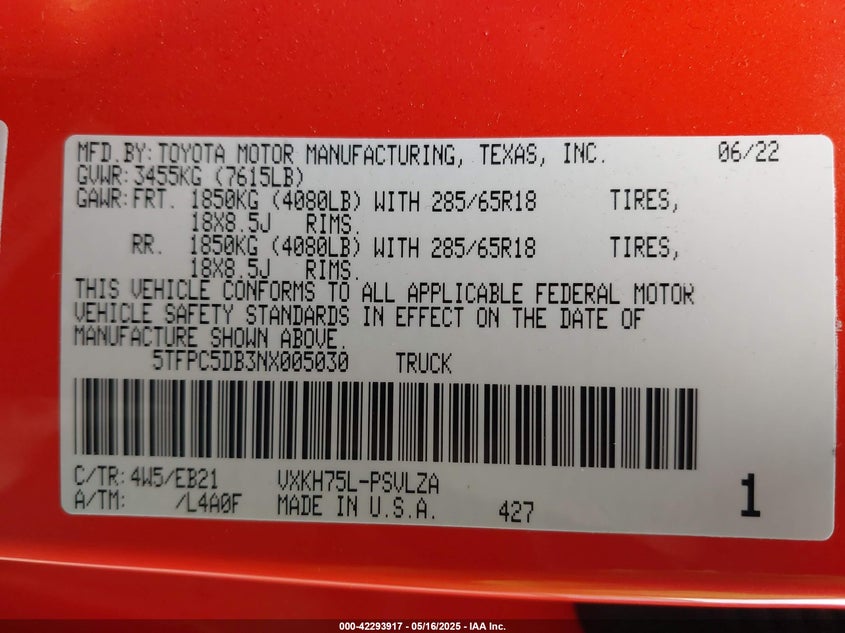 MFD.BY:TOYOTA MOTOR MANUFACTURING, TEXAS, INC. 06/22
GVWR:3455KG (7615LB)
GAWR:FRT. 1850KG (4080LB) WITH 285/65R18 TIRES,
18X8.5J RIMS.
RR. 1850KG (4080LB) WITH 285/65R18 TIRES,
18X8.5J RIMS.
THIS VEHICLE CONFORMS TO ALL APPLICABLE FEDERAL MOTOR
VEHICLE SAFETY STANDARDS IN EFFECT ON THE DATE OF
MANUFACTURE SHOWN ABOVE.
5TFPC5DB3NX005030 TRUCK
C/TR:4W5/EB21 VXKH75L-PSVLZA
A/TM: /L4A0F MADE IN U.S.A. 427 1
000-42293917 - 05/16/2025 - IAA Inc.